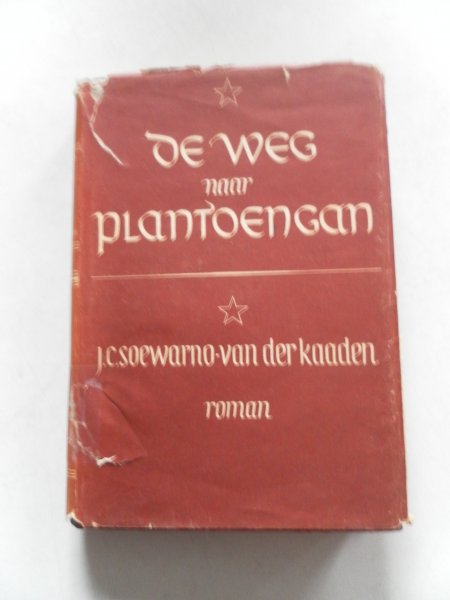 De weg
naar
Plantoengan
J.C. Soewarno-van der Kaaden
roman